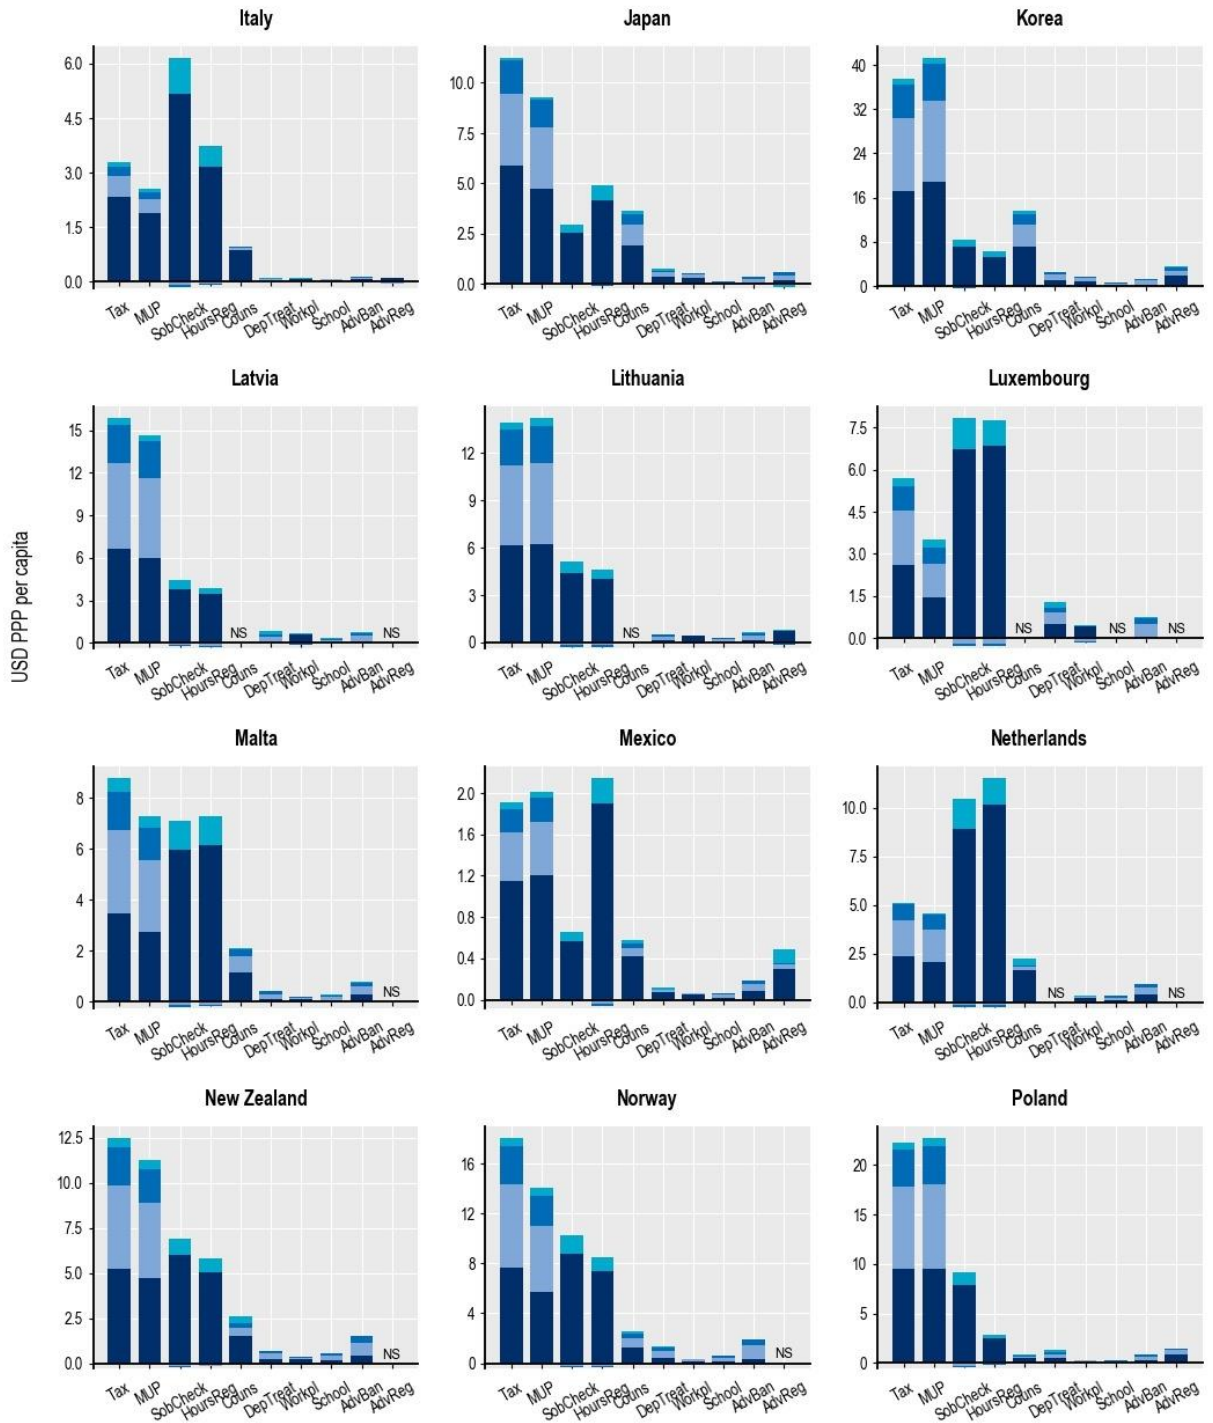 Italy
6.0
4.5
3.0
1.5
0.0
Tax MUP SobCheck HoursReg Couns DepTreat Workpl School AdvBan AdvReg
Japan
10.0
7.5
5.0
2.5
0.0
Tax MUP SobCheck HoursReg Couns DepTreat Workpl School AdvBan AdvReg
Korea
40
32
24
16
8
0
Tax MUP SobCheck HoursReg Couns DepTreat Workpl School AdvBan AdvReg
USD PPP per capita
Latvia
15
12
9
6
3
0
NS NS
Tax MUP SobCheck HoursReg Couns DepTreat Workpl School AdvBan AdvReg
Lithuania
12
9
6
3
0
NS
Tax MUP SobCheck HoursReg Couns DepTreat Workpl School AdvBan AdvReg
Luxembourg
7.5
6.0
4.5
3.0
1.5
0.0
NS NS NS
Tax MUP SobCheck HoursReg Couns DepTreat Workpl School AdvBan AdvReg
Malta
8
6
4
2
0
NS
Tax MUP SobCheck HoursReg Couns DepTreat Workpl School AdvBan AdvReg
Mexico
2.0
1.6
1.2
0.8
0.4
0.0
Tax MUP SobCheck HoursReg Couns DepTreat Workpl School AdvBan AdvReg
Netherlands
10.0
7.5
5.0
2.5
0.0
NS NS
Tax MUP SobCheck HoursReg Couns DepTreat Workpl School AdvBan AdvReg
New Zealand
12.5
10.0
7.5
5.0
2.5
0.0
NS
Tax MUP SobCheck HoursReg Couns DepTreat Workpl School AdvBan AdvReg
Norway
16
12
8
4
0
NS
Tax MUP SobCheck HoursReg Couns DepTreat Workpl School AdvBan AdvReg
Poland
20
15
10
5
0
Tax MUP SobCheck HoursReg Couns DepTreat Workpl School AdvBan AdvReg